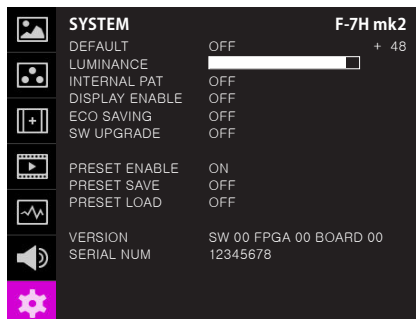 SYSTEM F-7H mk2
DEFAULT OFF + 48
LUMINANCE
INTERNAL PAT OFF
DISPLAY ENABLE OFF
ECO SAVING OFF
SW UPGRADE OFF
PRESET ENABLE ON
PRESET SAVE OFF
PRESET LOAD OFF
VERSION SW 00 FPGA 00 BOARD 00
SERIAL NUM 12345678